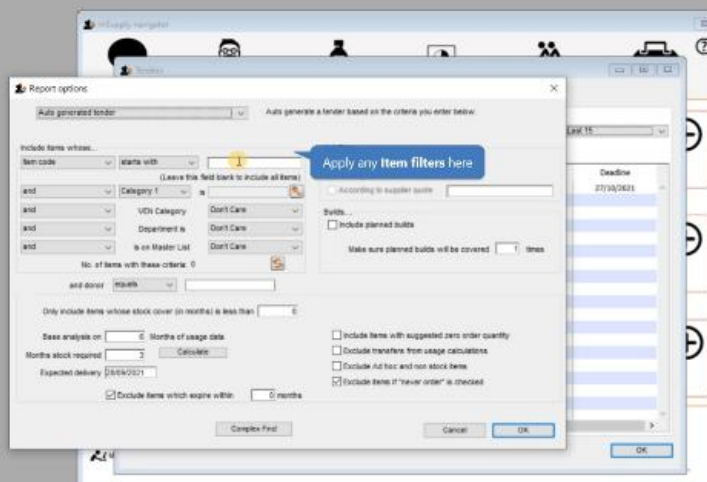 mSupply navigator
Tenders
Report options
Auto generated tender
Auto generate a tender based on the criteria you enter below.
Last 15
Include items whose...
Item code
starts with
Apply any Item filters here
(Leave this field blank to include all items)
Deadline
and
Category 1
is
According to supplier quote
27/10/2021
and
VEN Category
Don't Care
Builds...
Include planned builds
and
Department is
Don't Care
and
is on Master List
Don't Care
Make sure planned builds will be covered 1 times
No. of items with these criteria: 0
and donor
equals
Only include items whose stock cover (in months) is less than
Base analysis on 6 Months of usage data
Include items with suggested zero order quantity
Months stock required 3
Calculate
Exclude transfers from usage calculations
Exclude Ad hoc and non stock items
Expected delivery 28/09/2021
Exclude items if "never order" is checked
Exclude items which expire within 0 months
Complex Find
Cancel
OK
OK